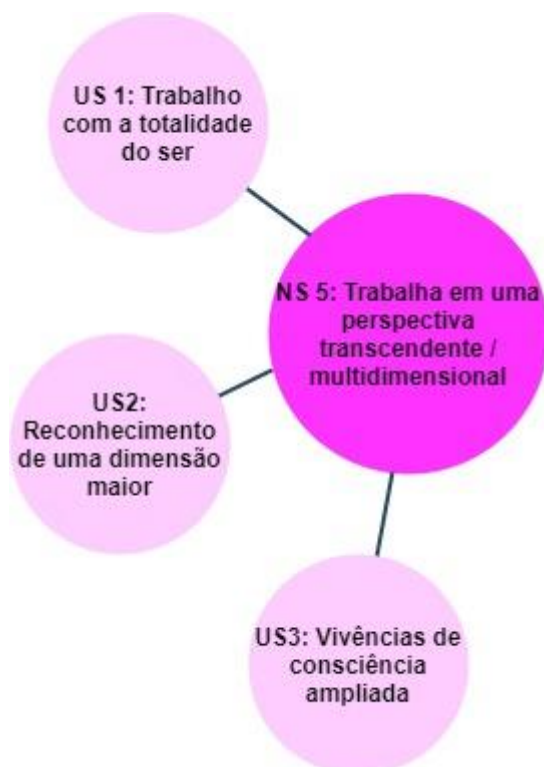 US 1: Trabalho
com a totalidade
do ser
NS 5: Trabalha em uma
perspectiva
transcendente /
multidimensional
US2:
Reconhecimento
de uma dimensão
maior
US3: Vivências de
consciência
ampliada